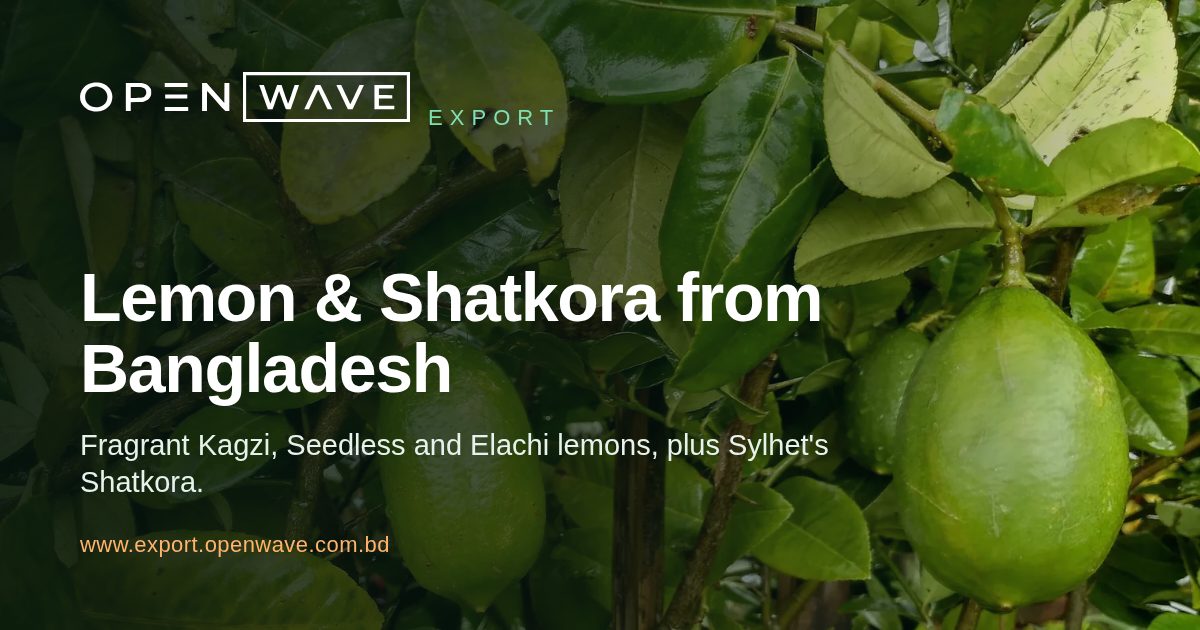 OPEN WAVE EXPORT
Lemon & Shatkora from
Bangladesh
Fragrant Kagzi, Seedless and Elachi lemons, plus Sylhet's
Shatkora.
www.export.openwave.com.bd